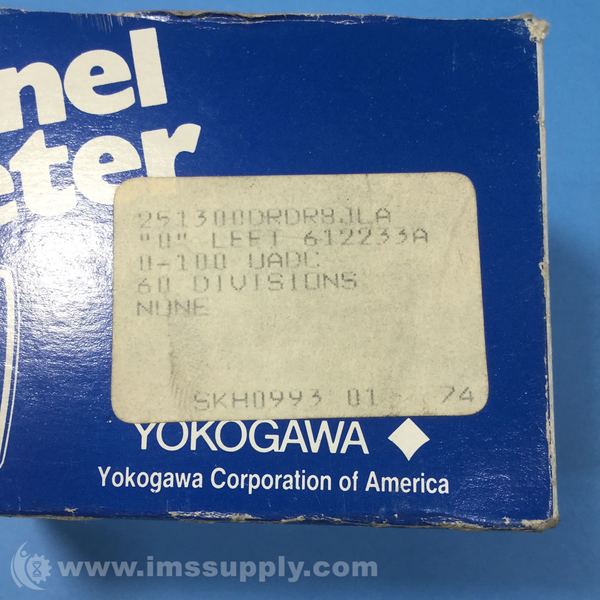 nel
eter
251300DRDR8JLA
"0" LEFT 612233A
0-100 UADC
60 DIVISIONS
NONE
SKH0993 01 74
YOKOGAWA
Yokogawa Corporation of America
www.imssupply.com